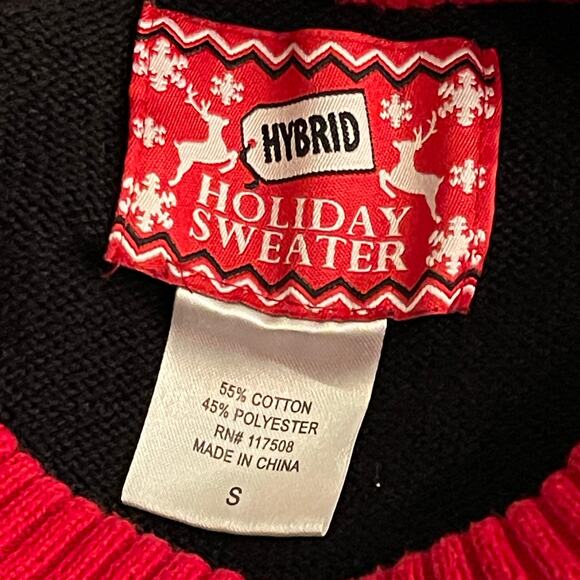 HYBRID
HOLIDAY
SWEATER
55% COTTON
45% POLYESTER
RN# 117508
MADE IN CHINA
S